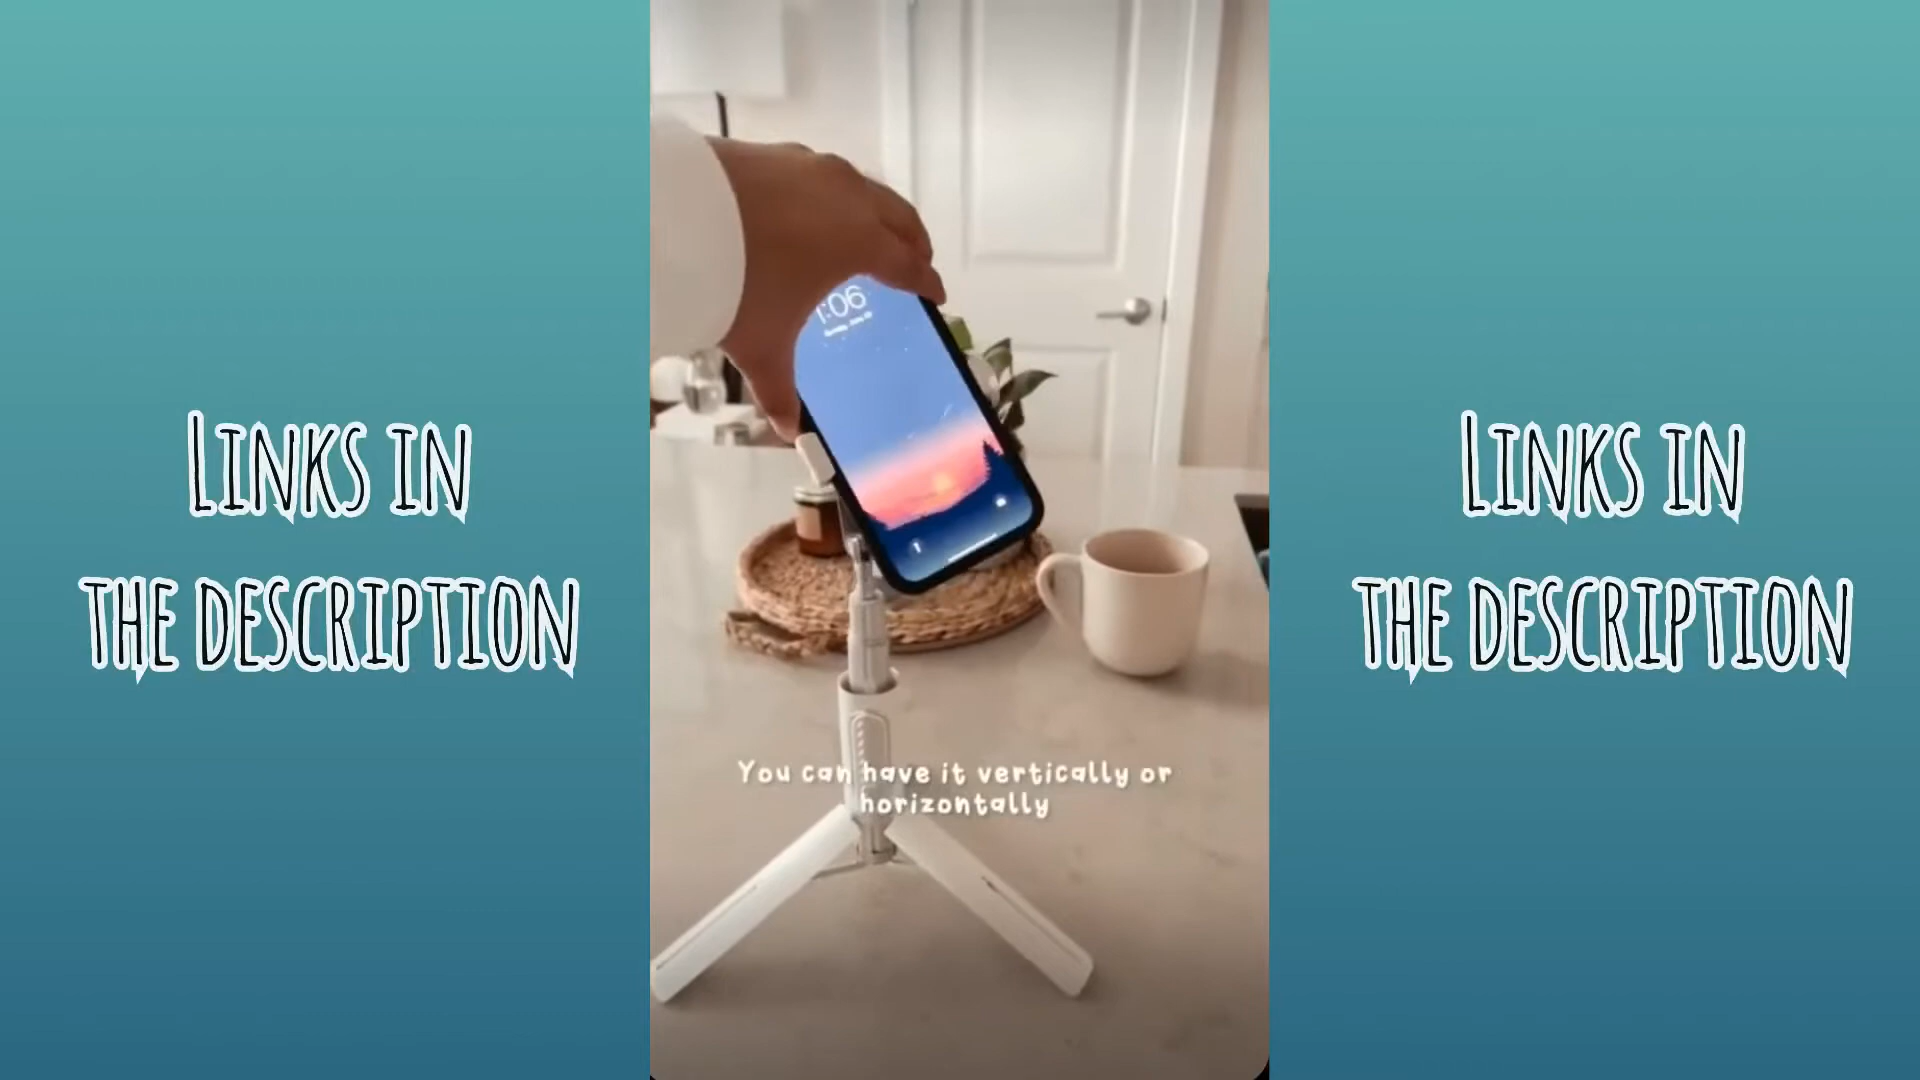 Links in
the description
1:06
You can have it vertically or
horizontally
Links in
the description